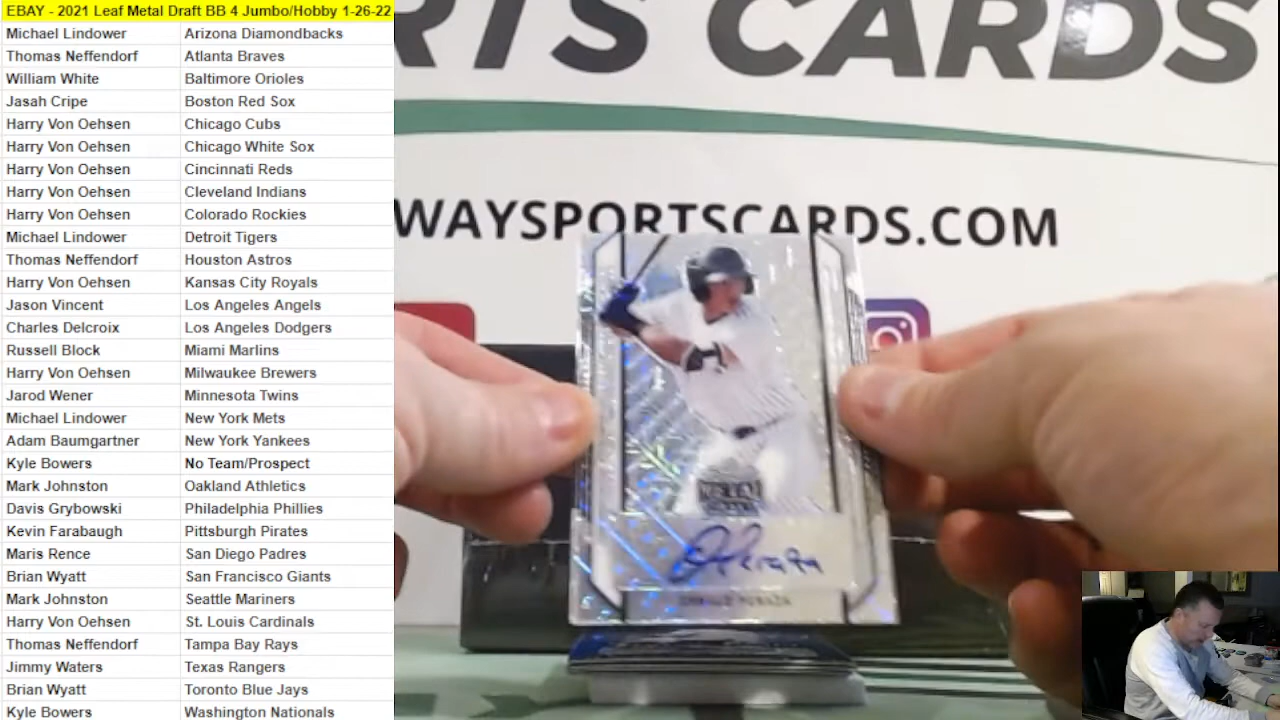 EBAY - 2021 Leaf Metal Draft BB 4 Jumbo/Hobby 1-26-22
Michael Lindower Arizona Diamondbacks
Thomas Neffendorf Atlanta Braves
William White Baltimore Orioles
Jasah Cripe Boston Red Sox
Harry Von Oehsen Chicago Cubs
Harry Von Oehsen Chicago White Sox
Harry Von Oehsen Cincinnati Reds
Harry Von Oehsen Cleveland Indians
Harry Von Oehsen Colorado Rockies
Michael Lindower Detroit Tigers
Thomas Neffendorf Houston Astros
Harry Von Oehsen Kansas City Royals
Jason Vincent Los Angeles Angels
Charles Delcroix Los Angeles Dodgers
Russell Block Miami Marlins
Harry Von Oehsen Milwaukee Brewers
Jarod Wener Minnesota Twins
Michael Lindower New York Mets
Adam Baumgartner New York Yankees
Kyle Bowers No Team/Prospect
Mark Johnston Oakland Athletics
Davis Grybowski Philadelphia Phillies
Kevin Farabaugh Pittsburgh Pirates
Maris Rence San Diego Padres
Brian Wyatt San Francisco Giants
Mark Johnston Seattle Mariners
Harry Von Oehsen St. Louis Cardinals
Thomas Neffendorf Tampa Bay Rays
Jimmy Waters Texas Rangers
Brian Wyatt Toronto Blue Jays
Kyle Bowers Washington Nationals
RTS CARDS
WAYSPORTSCARDS.COM